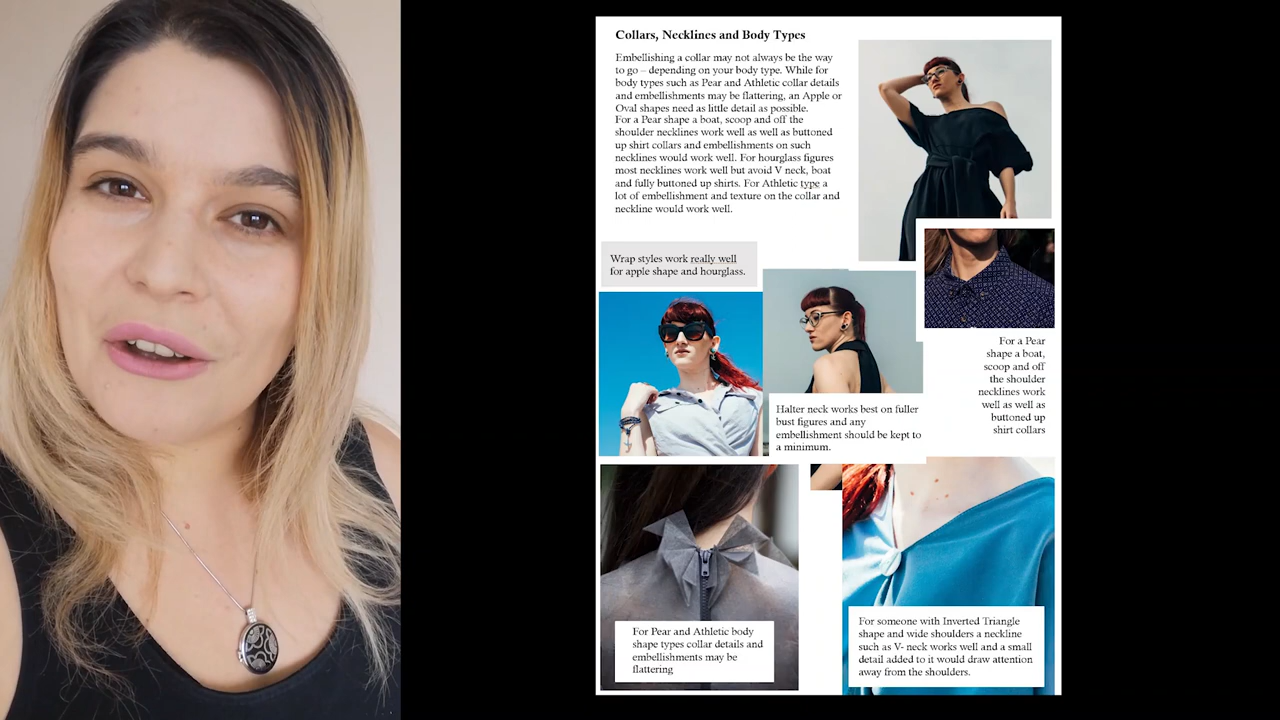 Collars, Necklines and Body Types
Embellishing a collar may not always be the way
to go – depending on your body type. While for
body types such as Pear and Athletic collar details
and embellishments may be flattering, an Apple or
Oval shapes need as little detail as possible.
For a Pear shape a boat, scoop and off the
shoulder necklines work well as well as buttoned
up shirt collars and embellishments on such
necklines would work well. For hourglass figures
most necklines work well but avoid V neck, boat
and fully buttoned up shirts. For Athletic type a
lot of embellishment and texture on the collar and
neckline would work well.
Wrap styles work really well
for apple shape and hourglass.
For a Pear
shape a boat,
scoop and off
the shoulder
necklines work
well as well as
buttoned up
shirt collars
Halter neck works best on fuller
bust figures and any
embellishment should be kept to
a minimum.
For Pear and Athletic body
shape types collar details and
embellishments may be
flattering
For someone with Inverted Triangle
shape and wide shoulders a neckline
such as V- neck works well and a small
detail added to it would draw attention
away from the shoulders.